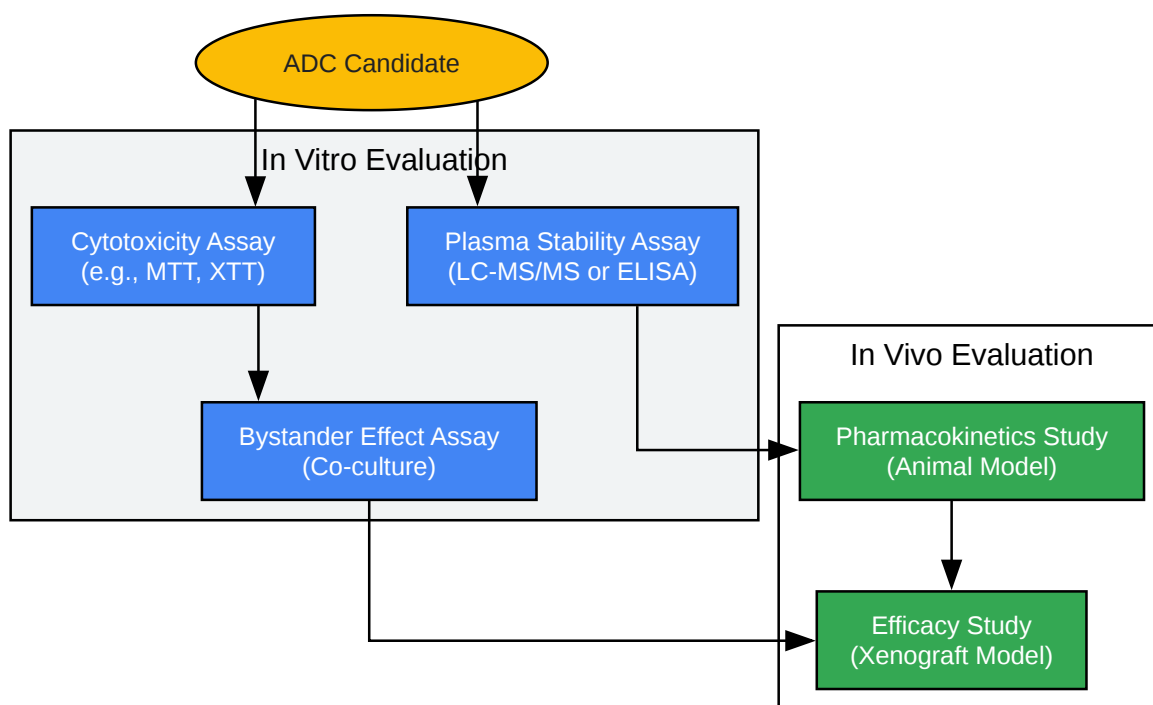 ADC Candidate
In Vitro Evaluation
Cytotoxicity Assay
(e.g., MTT, XTT)
Plasma Stability Assay
(LC-MS/MS or ELISA)
Bystander Effect Assay
(Co-culture)
In Vivo Evaluation
Pharmacokinetics Study
(Animal Model)
Efficacy Study
(Xenograft Model)